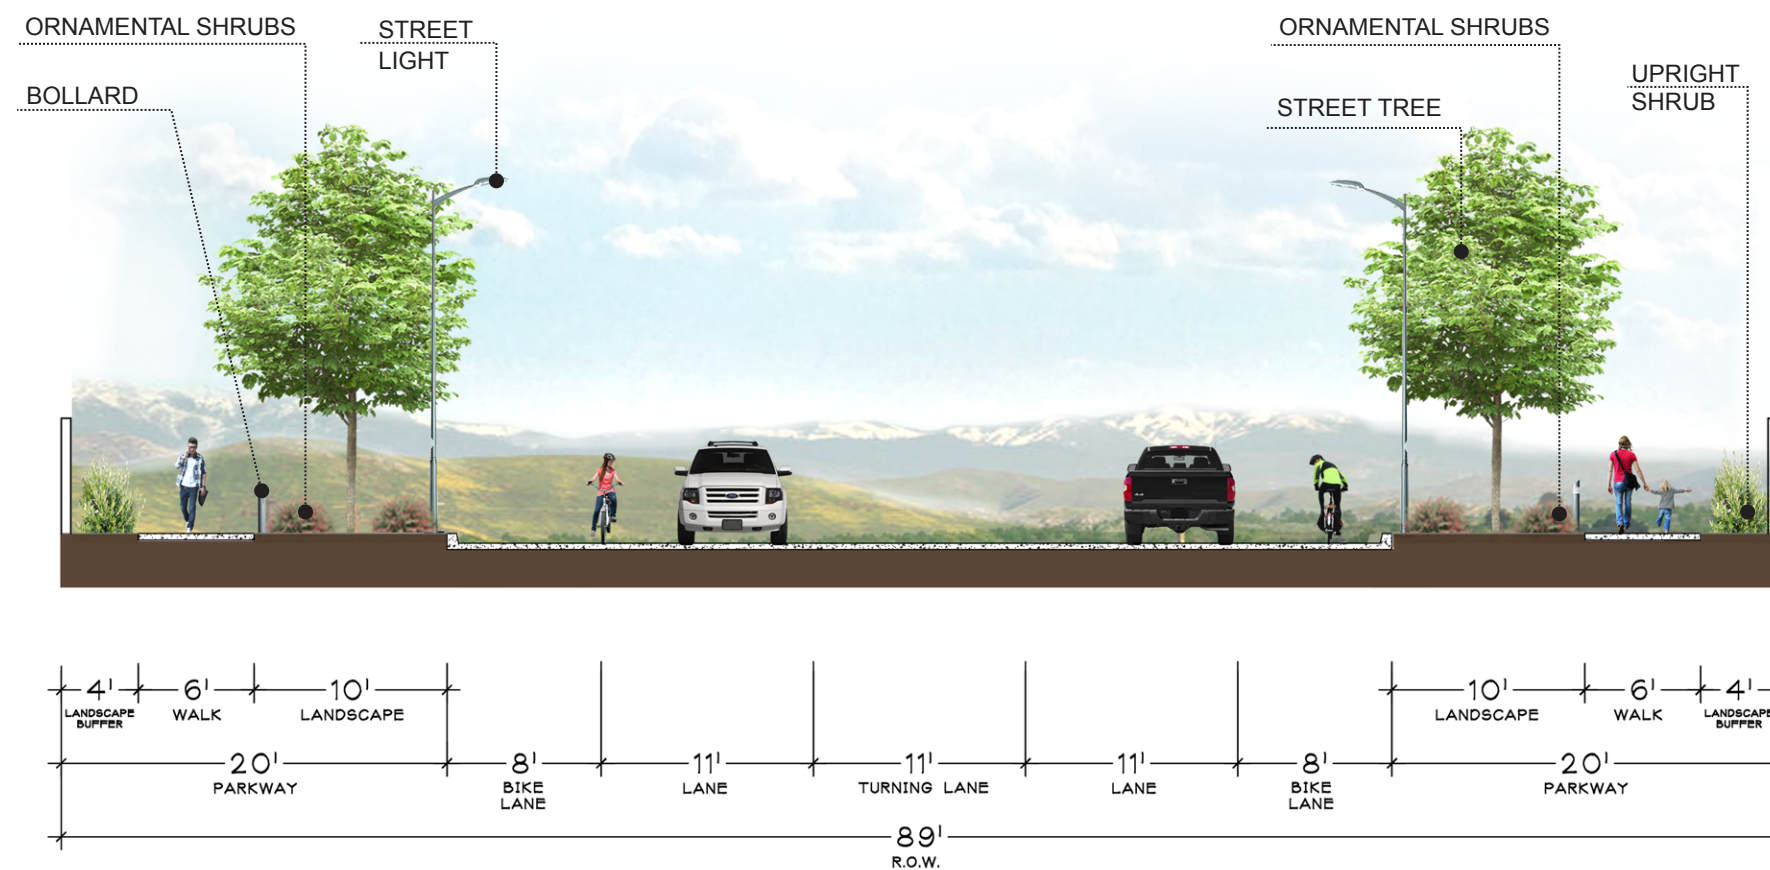 ORNAMENTAL SHRUBS
STREET
LIGHT
BOLLARD
ORNAMENTAL SHRUBS
UPRIGHT
SHRUB
STREET TREE
4' 6' 10' 10' 6' 4'
LANDSCAPE
BUFFER
WALK
LANDSCAPE
LANDSCAPE
WALK
LANDSCAPE
BUFFER
20' 8' 11' 11' 11' 8' 20'
PARKWAY
BIKE
LANE
LANE
TURNING LANE
LANE
BIKE
LANE
PARKWAY
89'
R.O.W.